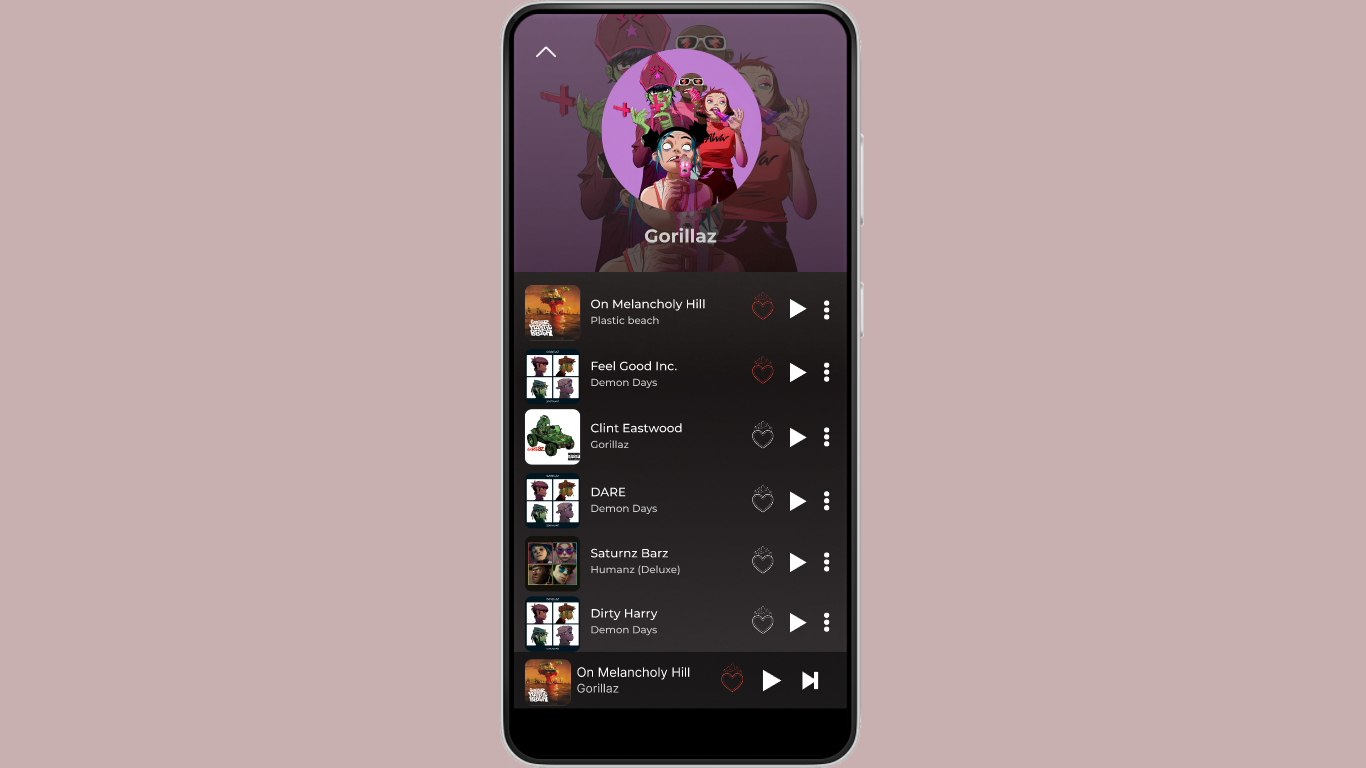 Gorillaz
On Melancholy Hill
Plastic beach
Feel Good Inc.
Demon Days
Clint Eastwood
Gorillaz
DARE
Demon Days
Saturnz Barz
Humanz (Deluxe)
Dirty Harry
Demon Days
On Melancholy Hill
Gorillaz